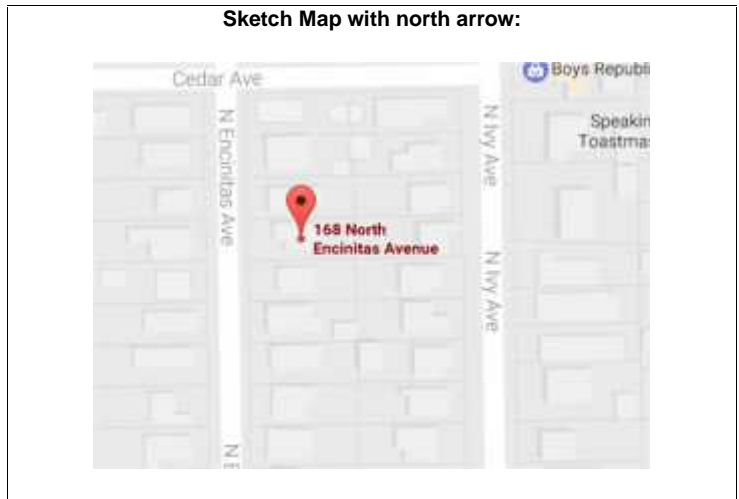 Sketch Map with north arrow:
Cedar Ave
Boys Republi
N Encinitas Ave
N Ivy Ave
Speakin
Toastmas
168 North
Encinitas Avenue
N Ivy Ave
N E